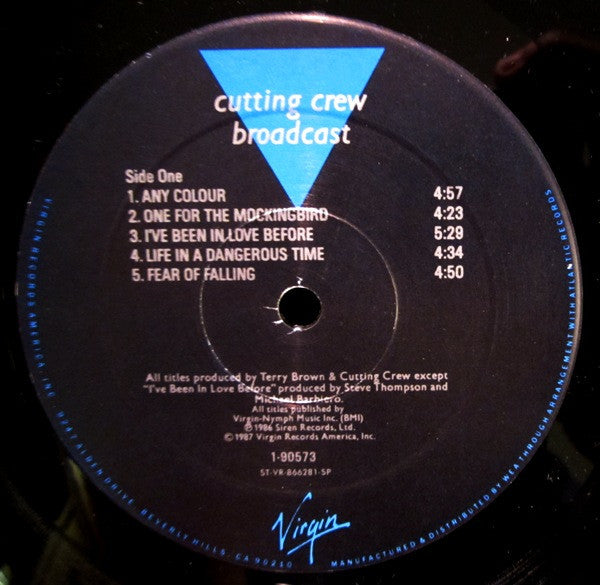 cutting crew
broadcast
Side One
1. ANY COLOUR 4:57
2. ONE FOR THE MOCKINGBIRD 4:23
3. I'VE BEEN IN LOVE BEFORE 5:29
4. LIFE IN A DANGEROUS TIME 4:34
5. FEAR OF FALLING 4:50
All titles produced by Terry Brown & Cutting Crew except
"I've Been In Love Before" produced by Steve Thompson and
Michael Barbiero.
All titles published by
Virgin-Nymph Music Inc. (BMI)
℗1986 Siren Records, Ltd.
©1987 Virgin Records America, Inc.
1-90573
ST-VR-866281-SP
Virgin
VIRGIN RECORDS AMERICA, INC. 9247 ALDEN DRIVE, BEVERLY HILLS, CA 90210
MANUFACTURED & DISTRIBUTED BY WEA THROUGH ARRANGEMENT WITH ATLANTIC RECORDS